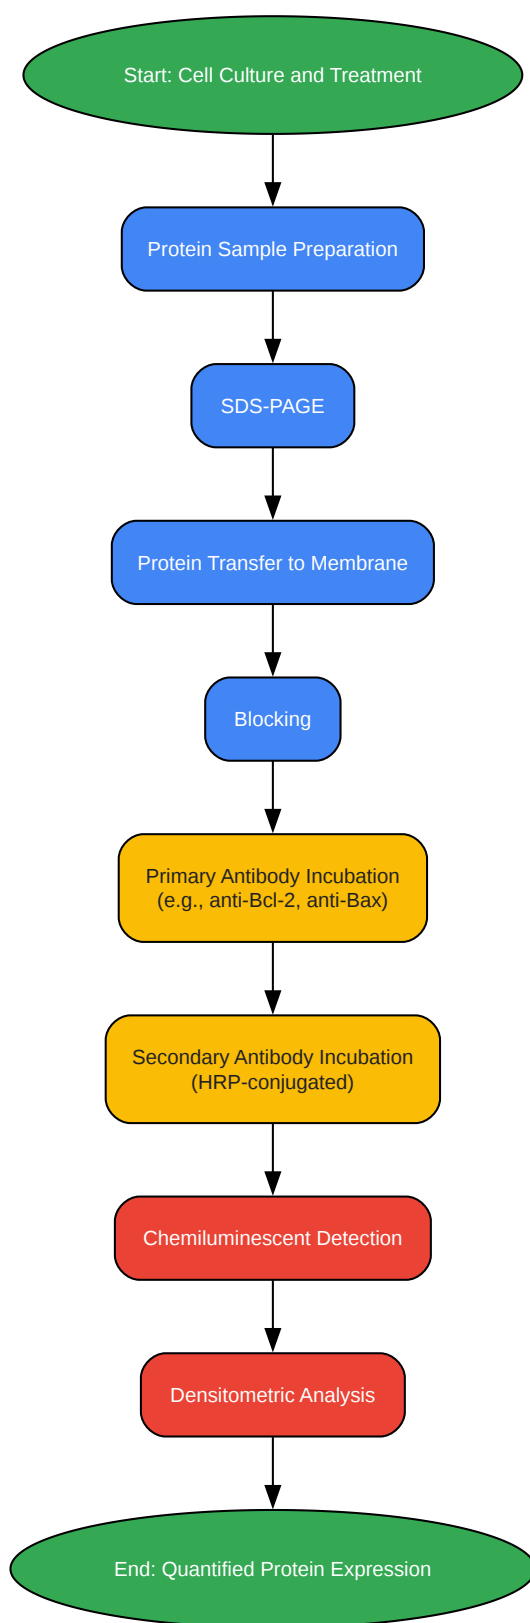 Start: Cell Culture and Treatment
Protein Sample Preparation
SDS-PAGE
Protein Transfer to Membrane
Blocking
Primary Antibody Incubation
(e.g., anti-Bcl-2, anti-Bax)
Secondary Antibody Incubation
(HRP-conjugated)
Chemiluminescent Detection
Densitometric Analysis
End: Quantified Protein Expression